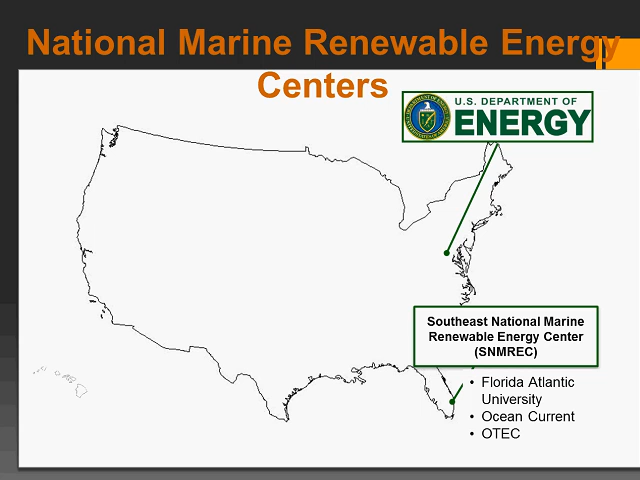 National Marine Renewable Energy
Centers
U.S. DEPARTMENT OF
ENERGY
Southeast National Marine
Renewable Energy Center
(SNMREC)
• Florida Atlantic
University
• Ocean Current
• OTEC